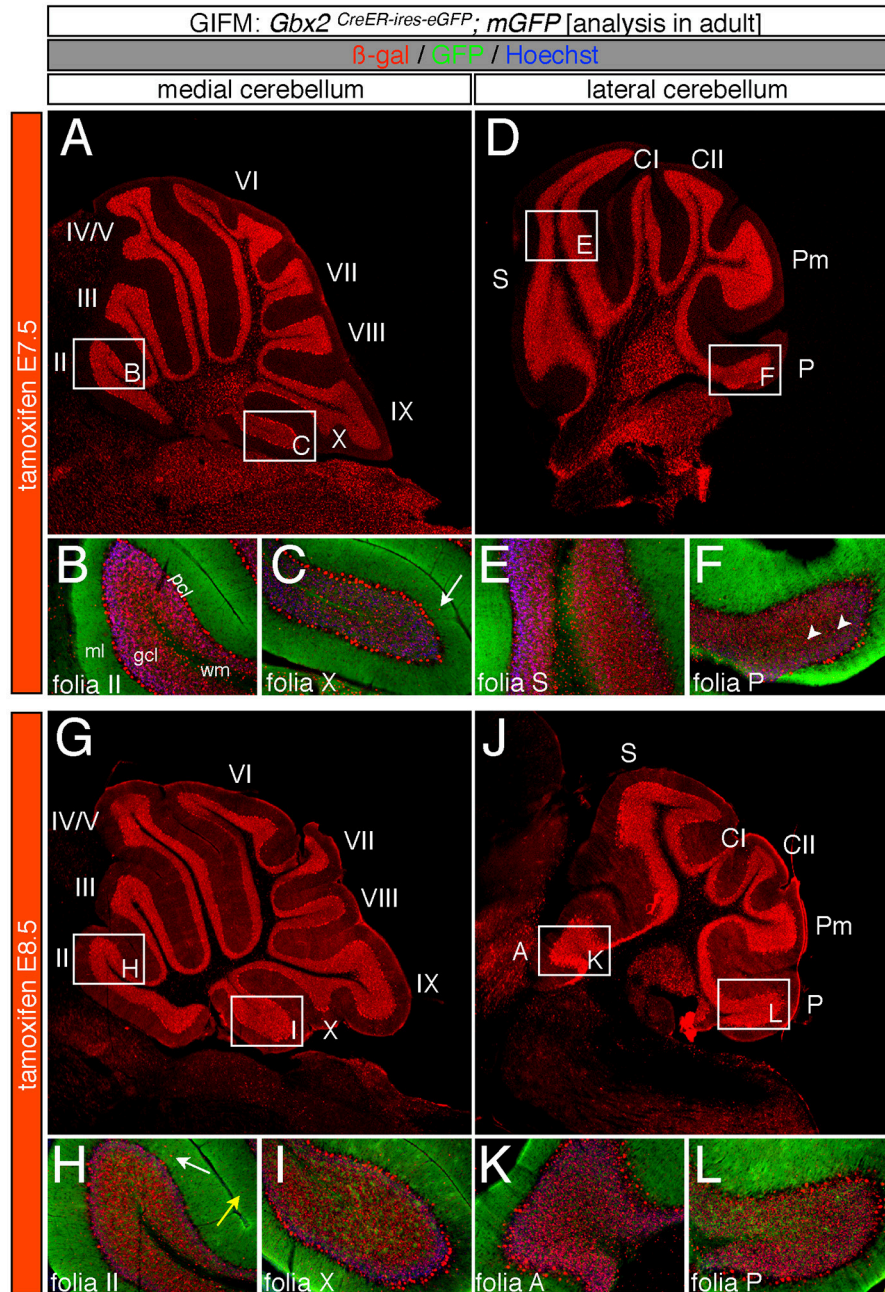 GIFM: Gbx2 CreER-ires-eGFP; mGFP [analysis in adult]
ß-gal / GFP / Hoechst
medial cerebellum
lateral cerebellum
tamoxifen E7.5
A
VI
IV/V
VII
III
VIII
II
B
IX
C
X
D
CI
CII
E
S
Pm
F
P
B
pcl
ml
gcl
wm
folia II
C
folia X
E
folia S
F
folia P
tamoxifen E8.5
G
VI
IV/V
VII
III
VIII
II
H
IX
I
X
J
S
CI
CII
Pm
A
K
P
L
H
folia II
I
folia X
K
folia A
L
folia P